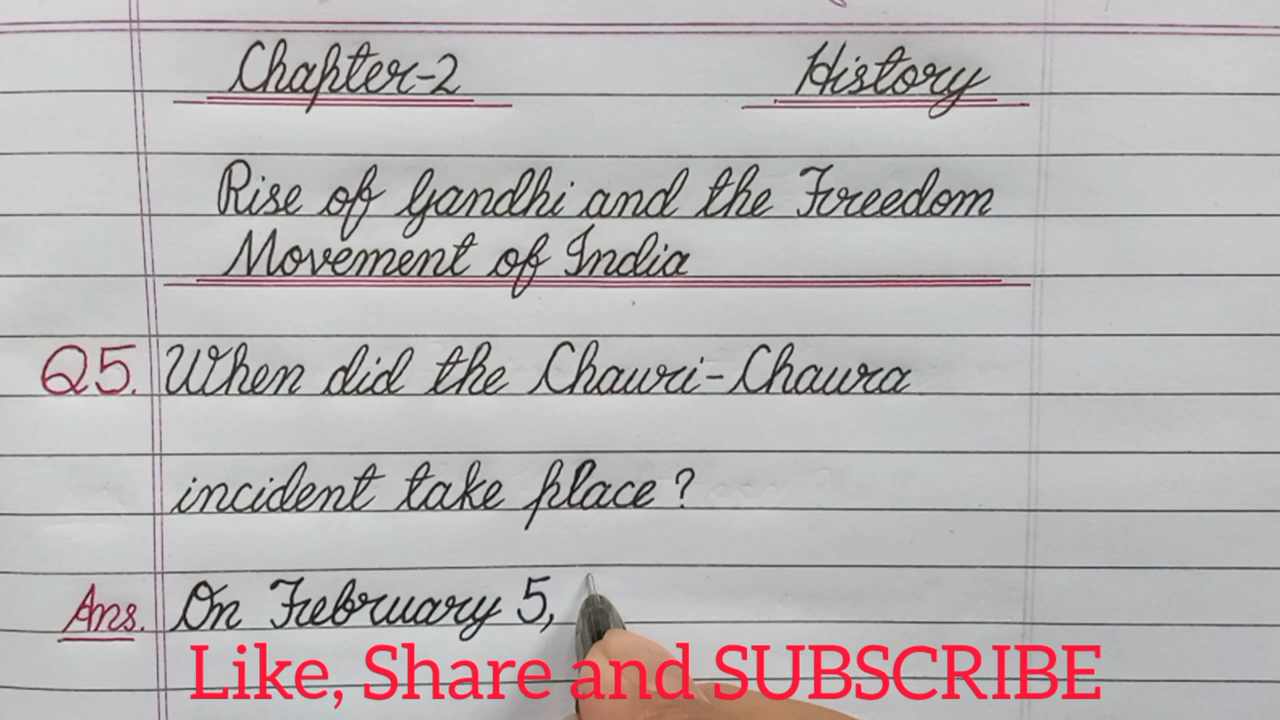 Chapter-2 History
Rise of Gandhi and the Freedom
Movement of India
Q5. When did the Chauri-Chaura
incident take place?
Ans. On February 5,
Like, Share and SUBSCRIBE